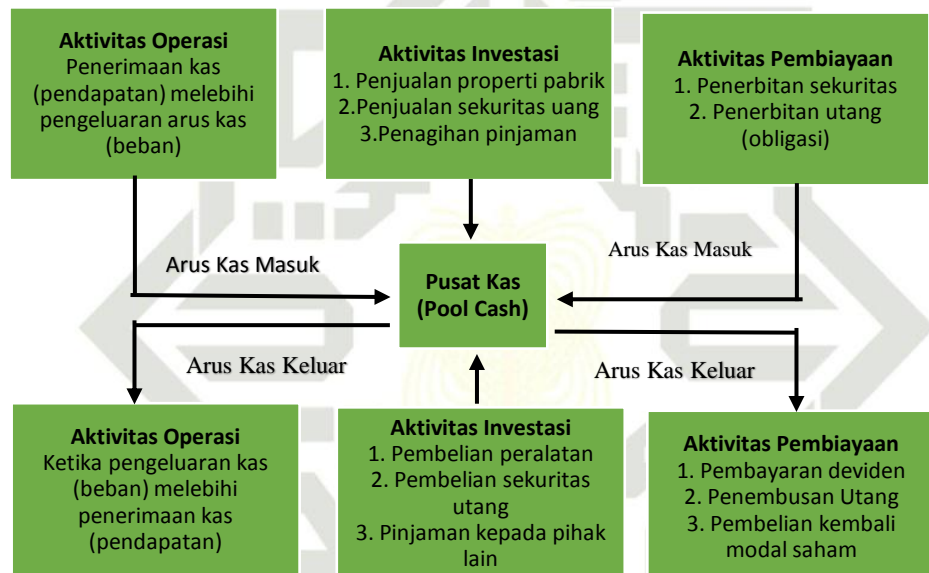 Aktivitas Operasi
Penerimaan kas
(pendapatan) melebihi
pengeluaran arus kas
(beban)
Aktivitas Investasi
1. Penjualan properti pabrik
2.Penjualan sekuritas uang
3.Penagihan pinjaman
Aktivitas Pembiayaan
1. Penerbitan sekuritas
2. Penerbitan utang
(obligasi)
Arus Kas Masuk
Arus Kas Masuk
Pusat Kas
(Pool Cash)
Arus Kas Keluar
Arus Kas Keluar
Aktivitas Operasi
Ketika pengeluaran kas
(beban) melebihi
penerimaan kas
(pendapatan)
Aktivitas Investasi
1. Pembelian peralatan
2. Pembelian sekuritas
utang
3. Pinjaman kepada pihak
lain
Aktivitas Pembiayaan
1. Pembayaran deviden
2. Penembusan Utang
3. Pembelian kembali
modal saham